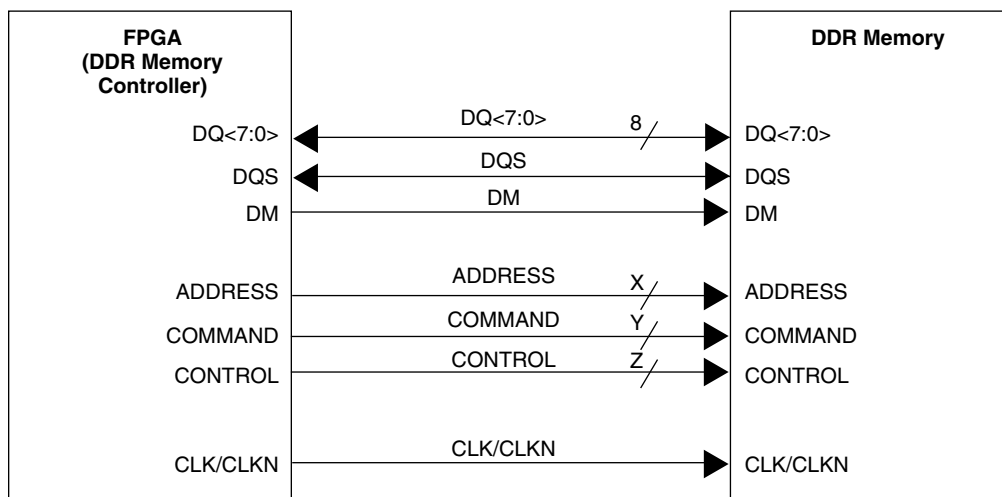 FPGA
(DDR Memory
Controller)
DDR Memory
DQ<7:0>
DQ<7:0>
8
DQ<7:0>
DQS
DQS
DQS
DM
DM
DM
ADDRESS
ADDRESS
X
ADDRESS
COMMAND
COMMAND
Y
COMMAND
CONTROL
CONTROL
Z
CONTROL
CLK/CLKN
CLK/CLKN
CLK/CLKN